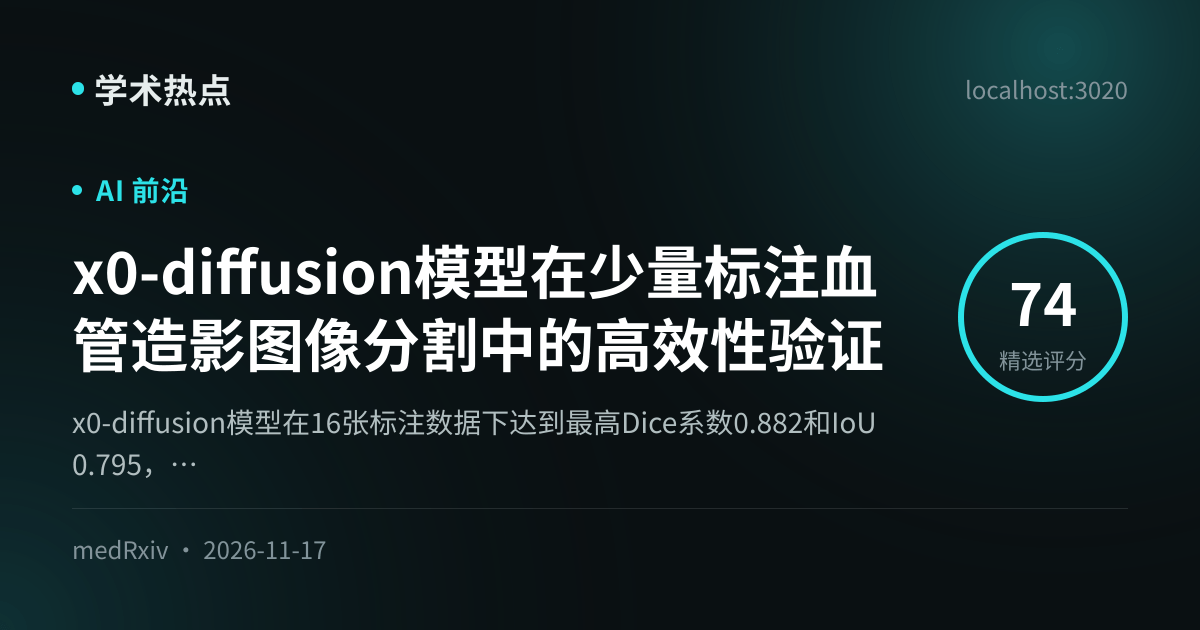 学术热点
localhost:3020
AI 前沿
x0-diffusion模型在少量标注血
管造影图像分割中的高效性验证
74
精选评分
x0-diffusion模型在16张标注数据下达到最高Dice系数0.882和IoU
0.795，…
medRxiv · 2026-11-17